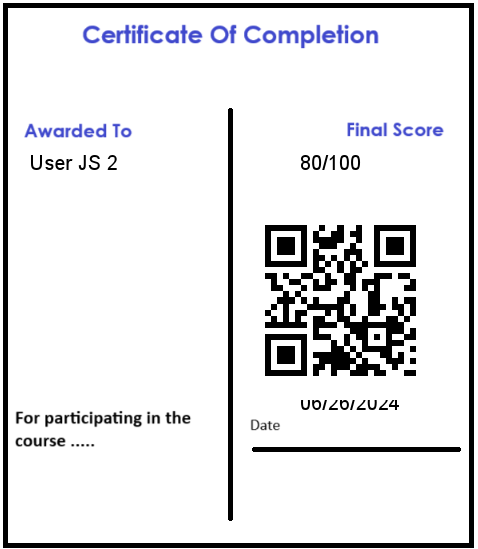 Certificate Of Completion
Awarded To
User JS 2
For participating in the
course .....
Final Score
80/100
06/26/2024
Date